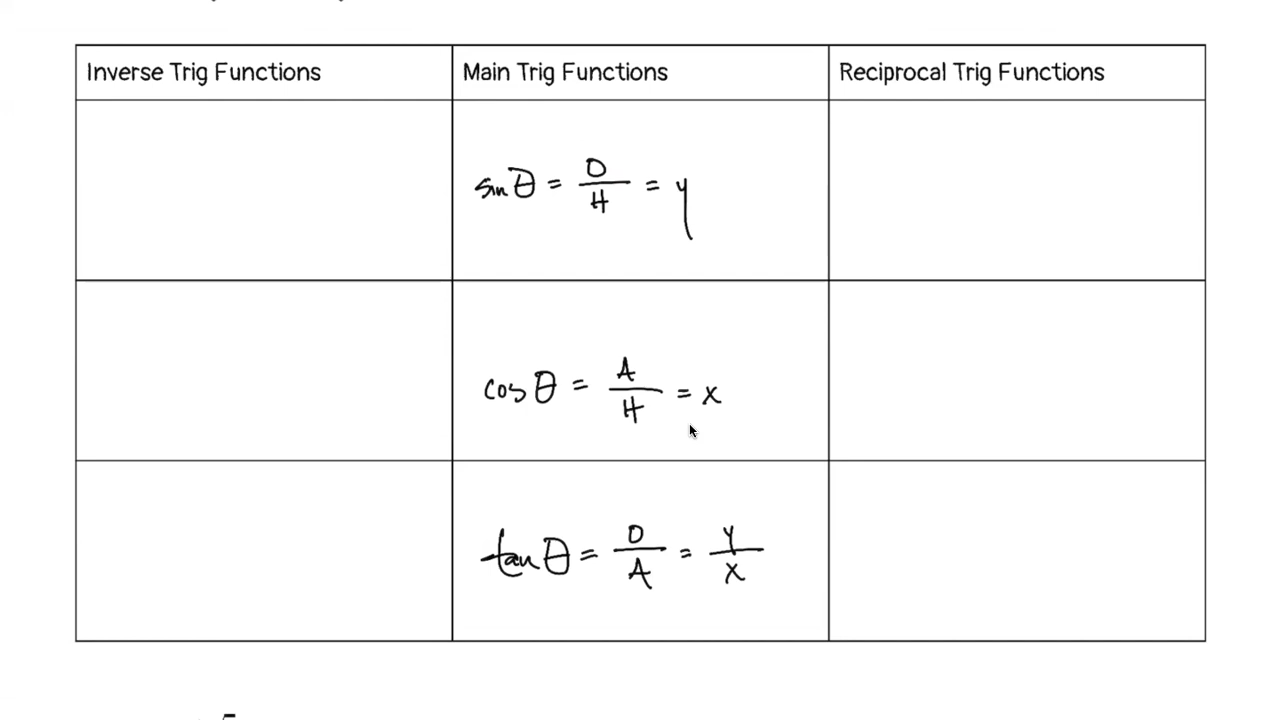 Inverse Trig Functions Main Trig Functions Reciprocal Trig Functions
sin θ = O/H = y
cos θ = A/H = x
tan θ = O/A = y/x